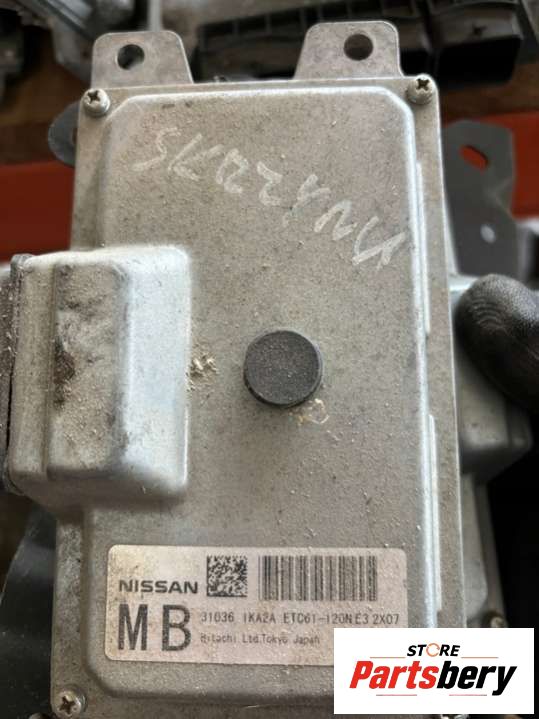 SKRZYNIA
NISSAN
MB
31036 1KA2A ETC61-120N E3 2X07
Hitachi Ltd.Tokyo Japan
STORE
Partsbery